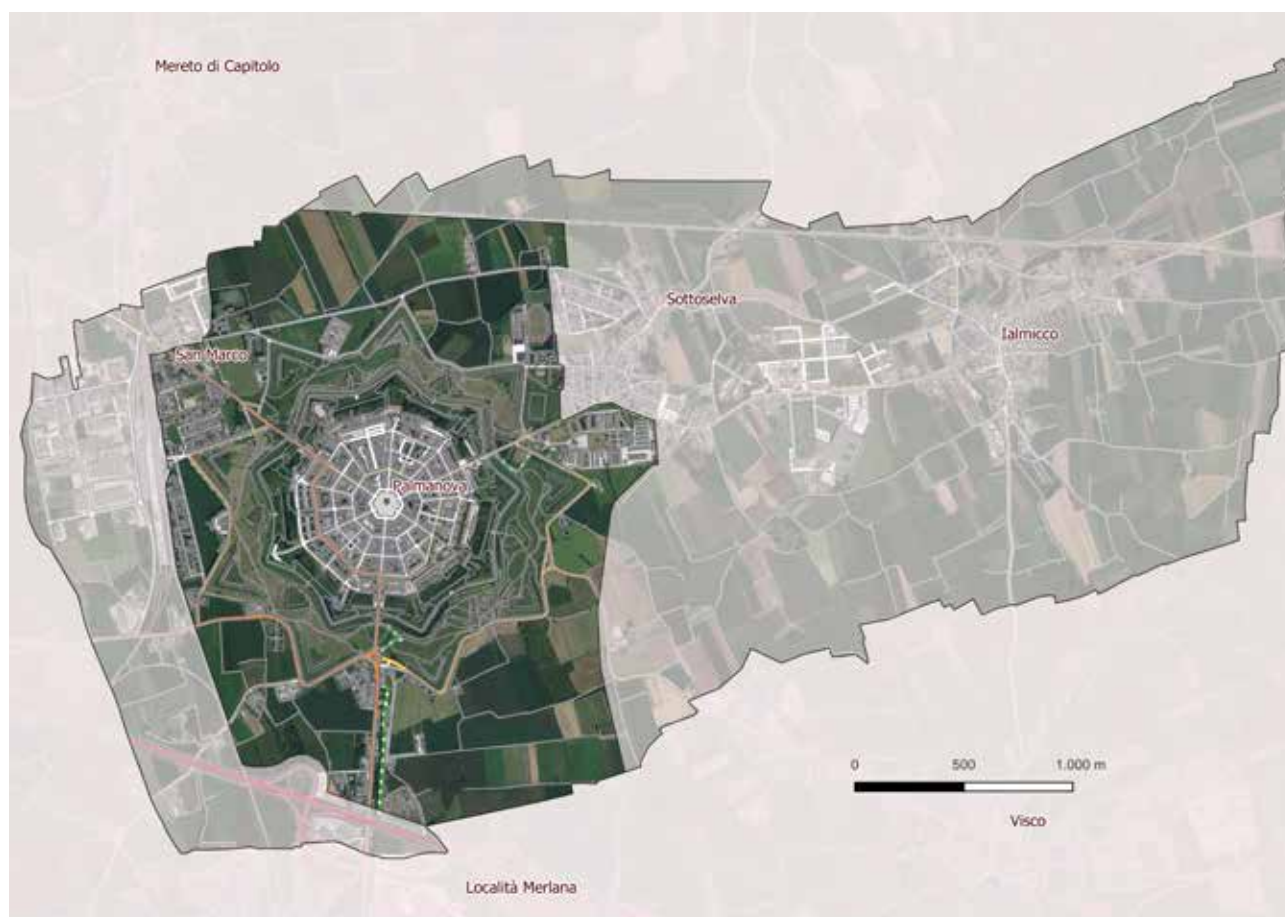 Mereto di Capitolo
Sottoselva
Ialmicco
San Marco
Palmanova
0 500 1.000 m
Visco
Località Merlana